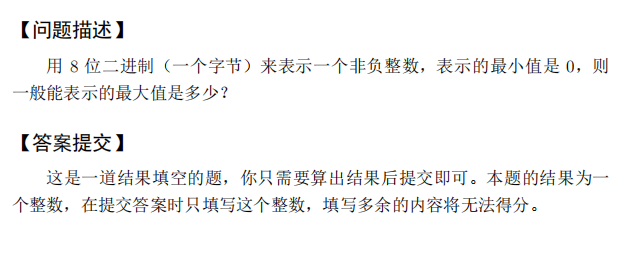 【问题描述】
用 8 位二进制（一个字节）来表示一个非负整数，表示的最小值是 0，则
一般能表示的最大值是多少？
【答案提交】
这是一道结果填空的题，你只需要算出结果后提交即可。本题的结果为一
个整数，在提交答案时只填写这个整数，填写多余的内容将无法得分。